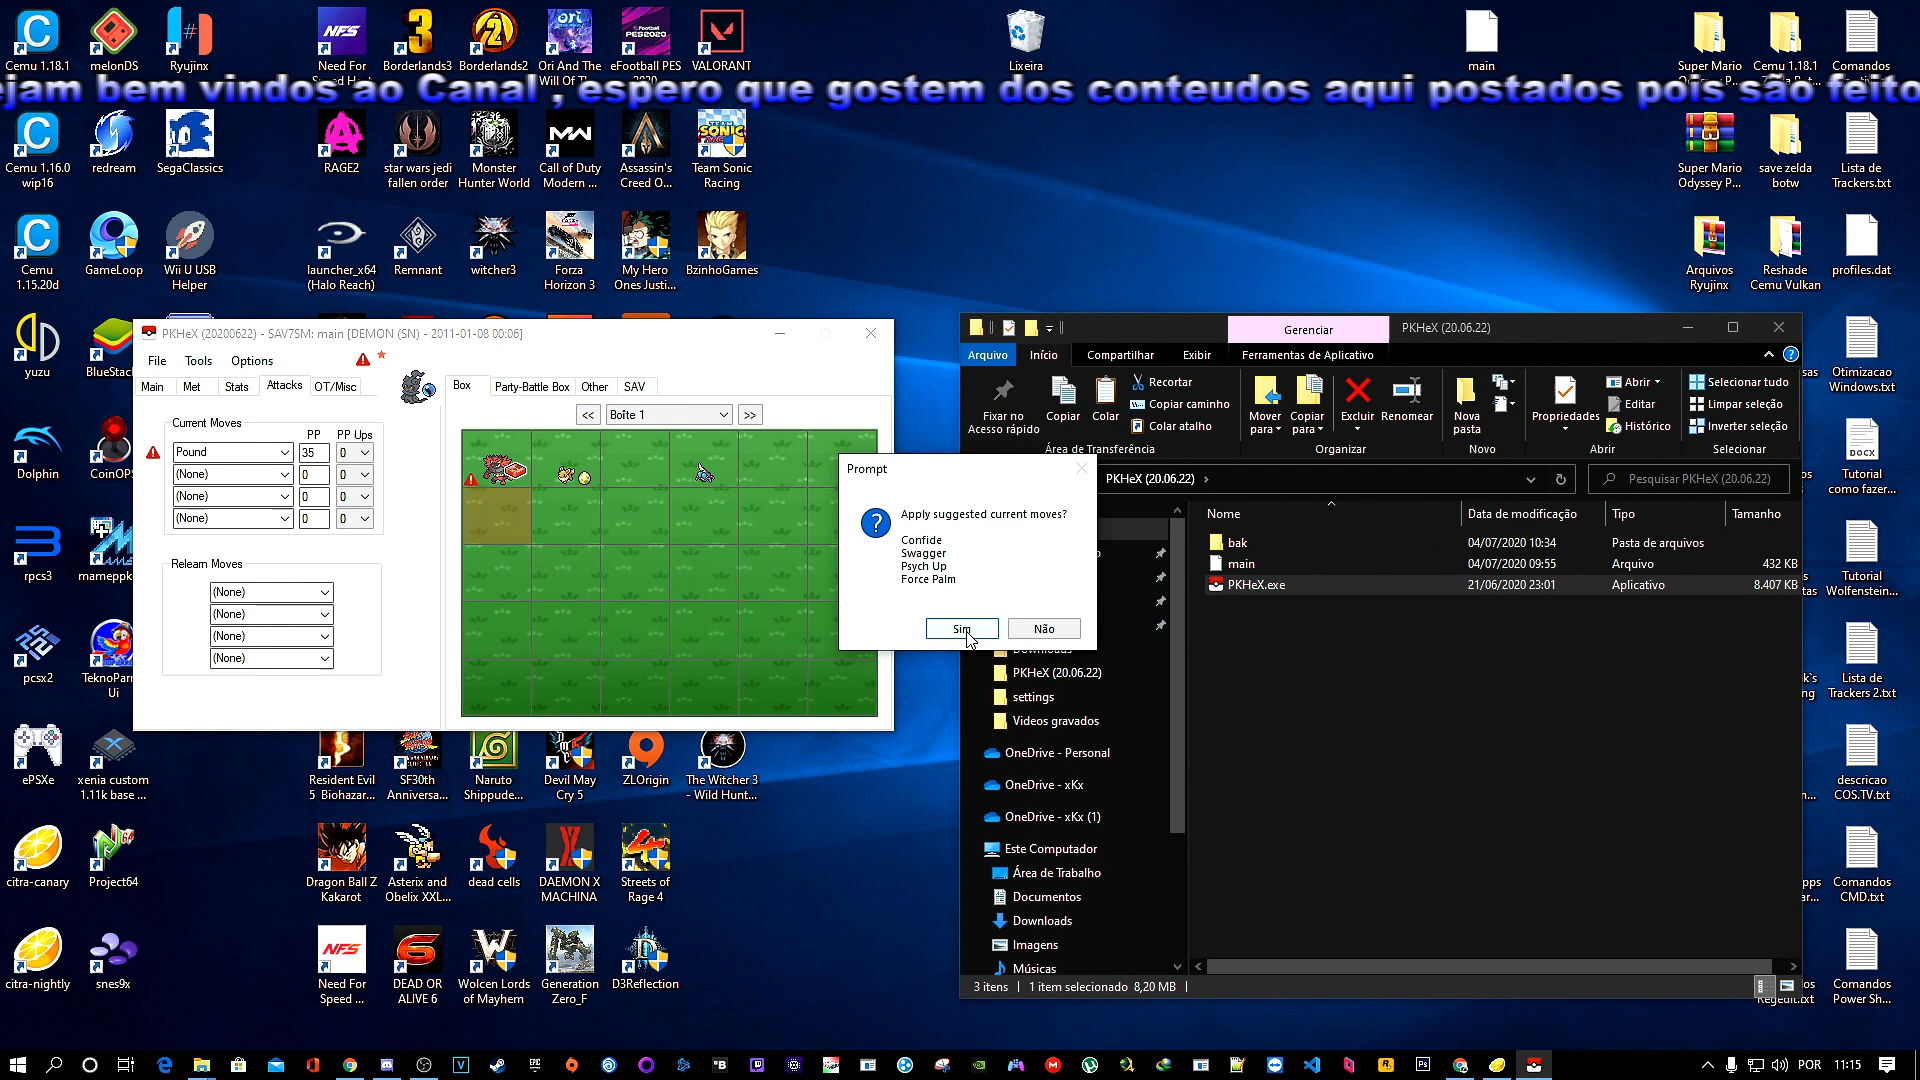 Cemu 1.18.1
melonDS
Ryujinx
Need For
Borderlands3
Borderlands2
Ori And The
Will Of The
eFootball PES
2020
VALORANT
Lixeira
main
Super Mario
Cemu 1.18.1
Comandos
ejam bem vindos ao Canal , espero que gostem dos conteudos aqui postados pois são feito
Cemu 1.16.0
wip16
redream
SegaClassics
RAGE2
star wars jedi
fallen order
Monster
Hunter World
Call of Duty
Modern ...
Assassin's
Creed O...
Team Sonic
Racing
Super Mario
Odyssey P...
save zelda
botw
Lista de
Trackers.txt
Cemu
1.15.20d
GameLoop
Wii U USB
Helper
launcher_x64
(Halo Reach)
Remnant
witcher3
Forza
Horizon 3
My Hero
Ones Justi...
BzinhoGames
Arquivos
Ryujinx
Reshade
Cemu Vulkan
profiles.dat
PKHeX (20200622) - SAV7SM: main [DEMON (SN) - 2011-01-08 00:06]
File Tools Options
Main Met Stats Attacks OT/Misc
Box Party-Battle Box Other SAV
<< Boîte 1 >>
Current Moves
PP PP Ups
Pound 35 0
(None) 0 0
(None) 0 0
(None) 0 0
Relearn Moves
(None)
(None)
(None)
(None)
Prompt
Apply suggested current moves?
Confide
Swagger
Psych Up
Force Palm
Sim Não
Gerenciar PKHeX (20.06.22)
Arquivo Início Compartilhar Exibir Ferramentas de Aplicativo
Fixar no
Acesso rápido
Copiar
Colar
Recortar
Copiar caminho
Colar atalho
Mover
para
Copiar
para
Excluir
Renomear
Nova
pasta
Propriedades
Abrir
Editar
Histórico
Selecionar tudo
Limpar seleção
Inverter seleção
Área de Transferência Organizar Novo Abrir Selecionar
PKHeX (20.06.22) Pesquisar PKHeX (20.06.22)
Nome Data de modificação Tipo Tamanho
bak 04/07/2020 10:34 Pasta de arquivos
main 04/07/2020 09:55 Arquivo 432 KB
PKHeX.exe 21/06/2020 23:01 Aplicativo 8.407 KB
Downloads
PKHeX (20.06.22)
settings
Videos gravados
OneDrive - Personal
OneDrive - xKx
OneDrive - xKx (1)
Este Computador
Área de Trabalho
Documentos
Downloads
Imagens
Músicas
3 itens 1 item selecionado 8,20 MB
yuzu
BlueStac
Otimizacao
Windows.txt
Dolphin
CoinOPS
Tutorial
como fazer...
rpcs3
mameppk
Tutorial
Wolfenstein...
pcsx2
TeknoParr
Ui
Lista de
Trackers 2.txt
ePSXe
xenia custom
1.11k base ...
Resident Evil
5 Biohazar...
SF30th
Anniversa...
Naruto
Shippude...
Devil May
Cry 5
ZLOrigin
The Witcher 3
- Wild Hunt...
descricao
COS.TV.txt
citra-canary
Project64
Dragon Ball Z
Kakarot
Asterix and
Obelix XXL...
dead cells
DAEMON X
MACHINA
Streets of
Rage 4
Comandos
CMD.txt
citra-nightly
snes9x
Need For
Speed ...
DEAD OR
ALIVE 6
Wolcen Lords
of Mayhem
Generation
Zero_F
D3Reflection
Comandos
Power Sh...
POR 11:15